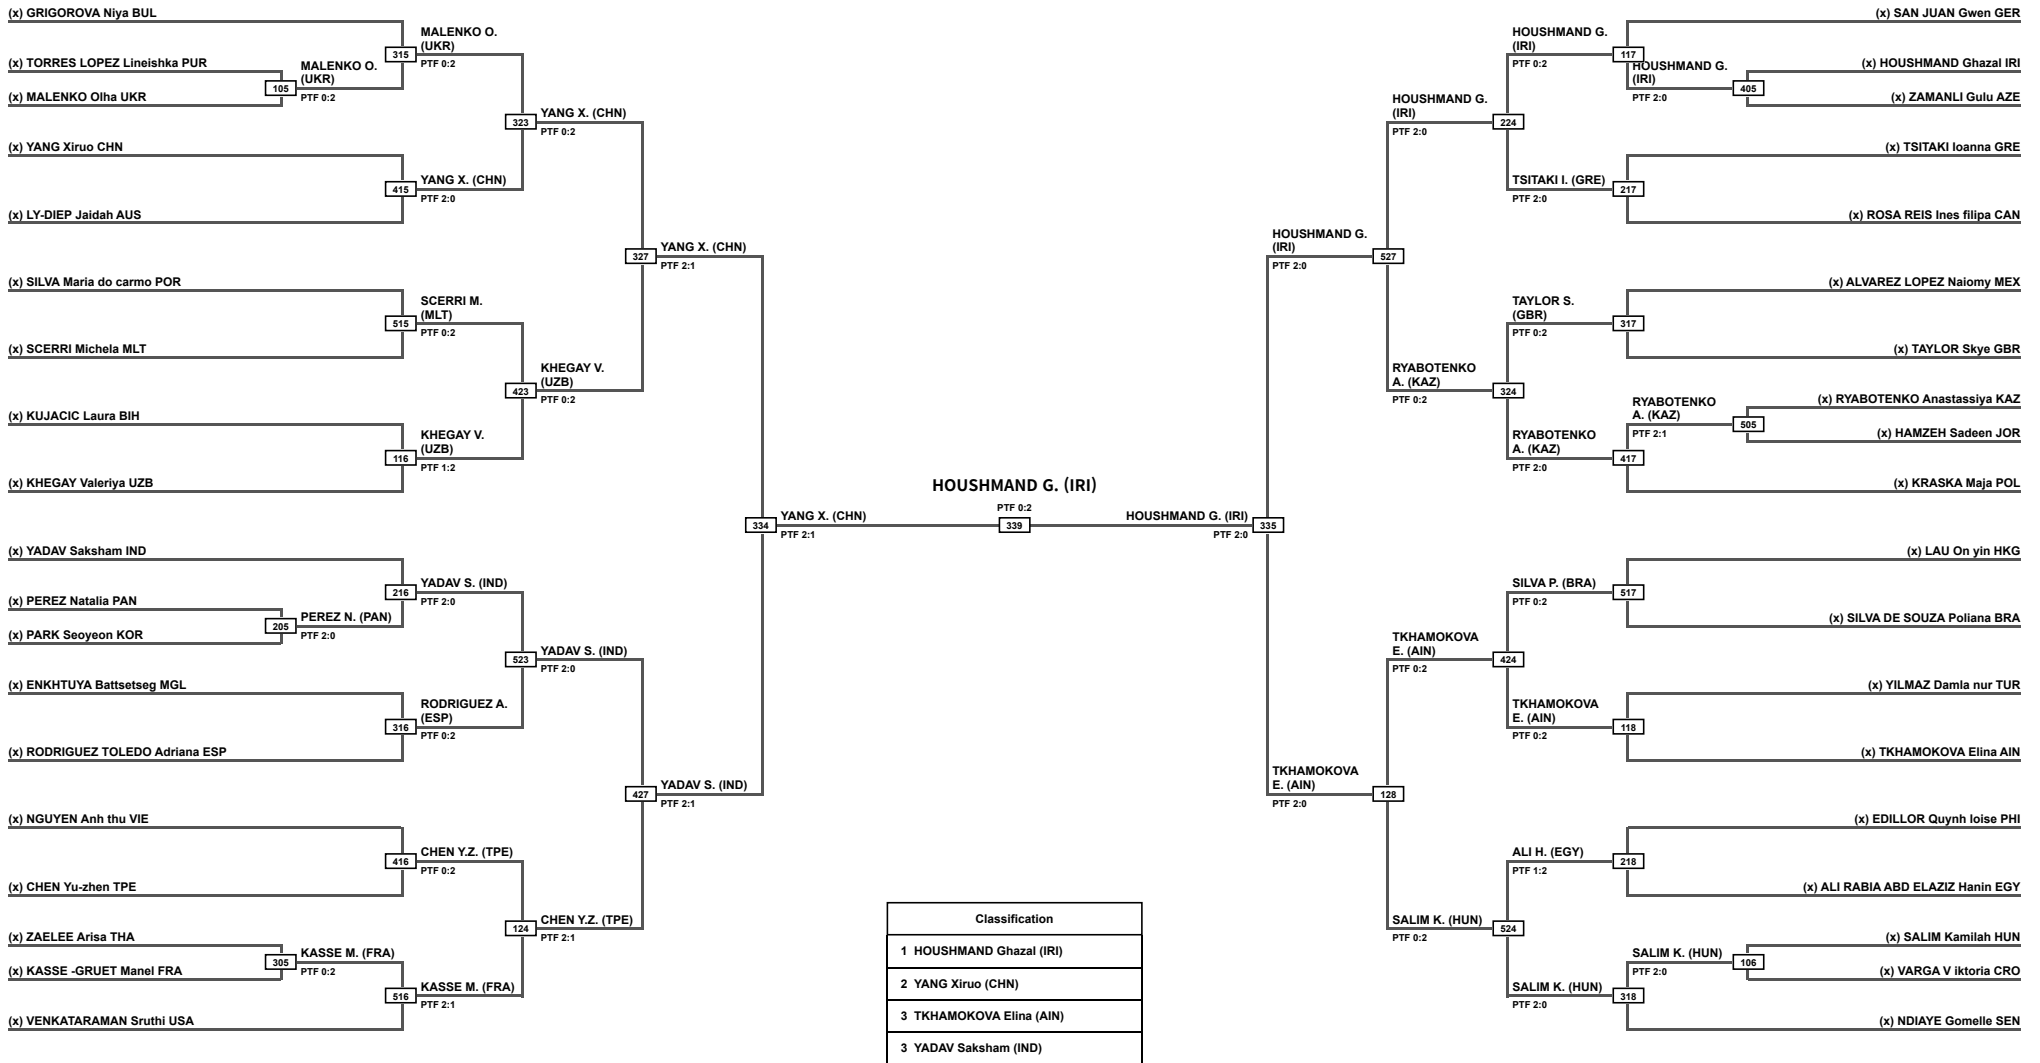 (x) GRIGOROVA Niya BUL
(x) TORRES LOPEZ Lineishka PUR
(x) MALENKO Olha UKR
(x) YANG Xiruo CHN
(x) LY-DIEP Jaidah AUS
(x) SILVA Maria do carmo POR
(x) SCERRI Michela MLT
(x) KUJACIC Laura BIH
(x) KHEGAY Valeriya UZB
(x) YADAV Saksham IND
(x) PEREZ Natalia PAN
(x) PARK Seoyeon KOR
(x) ENKHTUYA Battsetseg MGL
(x) RODRIGUEZ TOLEDO Adriana ESP
(x) NGUYEN Anh thu VIE
(x) CHEN Yu-zhen TPE
(x) ZAELEE Arisa THA
(x) KASSE -GRUET Manel FRA
(x) VENKATARAMAN Sruthi USA
105
MALENKO O.
(UKR)
PTF 0:2
205
PEREZ N. (PAN)
PTF 2:0
305
KASSE M. (FRA)
PTF 0:2
315
MALENKO O.
(UKR)
PTF 0:2
415
YANG X. (CHN)
PTF 2:0
515
SCERRI M.
(MLT)
PTF 0:2
116
KHEGAY V.
(UZB)
PTF 1:2
216
YADAV S. (IND)
PTF 2:0
316
RODRIGUEZ A.
(ESP)
PTF 0:2
416
CHEN Y.Z. (TPE)
PTF 0:2
516
KASSE M. (FRA)
PTF 2:1
323
YANG X. (CHN)
PTF 0:2
423
KHEGAY V.
(UZB)
PTF 0:2
523
YADAV S. (IND)
PTF 2:0
124
CHEN Y.Z. (TPE)
PTF 2:1
327
YANG X. (CHN)
PTF 2:1
427
YADAV S. (IND)
PTF 2:1
334
YANG X. (CHN)
PTF 2:1
HOUSHMAND G. (IRI)
PTF 0:2
339
HOUSHMAND G. (IRI)
PTF 2:0
335
HOUSHMAND G.
(IRI)
PTF 2:0
527
TKHAMOKOVA
E. (AIN)
PTF 2:0
128
HOUSHMAND G.
(IRI)
PTF 2:0
224
RYABOTENKO
A. (KAZ)
PTF 0:2
324
TKHAMOKOVA
E. (AIN)
PTF 0:2
424
SALIM K. (HUN)
PTF 0:2
524
HOUSHMAND G.
(IRI)
PTF 0:2
117
TSITAKI I. (GRE)
PTF 2:0
217
TAYLOR S.
(GBR)
PTF 0:2
317
RYABOTENKO
A. (KAZ)
PTF 2:0
417
SILVA P. (BRA)
PTF 0:2
517
TKHAMOKOVA
E. (AIN)
PTF 0:2
118
ALI H. (EGY)
PTF 1:2
218
SALIM K. (HUN)
PTF 2:0
318
HOUSHMAND G.
(IRI)
PTF 2:0
405
RYABOTENKO
A. (KAZ)
PTF 2:1
505
SALIM K. (HUN)
PTF 2:0
106
(x) SAN JUAN Gwen GER
(x) HOUSHMAND Ghazal IRI
(x) ZAMANLI Gulu AZE
(x) TSITAKI Ioanna GRE
(x) ROSA REIS Ines filipa CAN
(x) ALVAREZ LOPEZ Naiomy MEX
(x) TAYLOR Skye GBR
(x) RYABOTENKO Anastassiya KAZ
(x) HAMZEH Sadeen JOR
(x) KRASKA Maja POL
(x) LAU On yin HKG
(x) SILVA DE SOUZA Poliana BRA
(x) YILMAZ Damla nur TUR
(x) TKHAMOKOVA Elina AIN
(x) EDILLOR Quynh loise PHI
(x) ALI RABIA ABD ELAZIZ Hanin EGY
(x) SALIM Kamilah HUN
(x) VARGA V iktoria CRO
(x) NDIAYE Gomelle SEN
Classification
1 HOUSHMAND Ghazal (IRI)
2 YANG Xiruo (CHN)
3 TKHAMOKOVA Elina (AIN)
3 YADAV Saksham (IND)